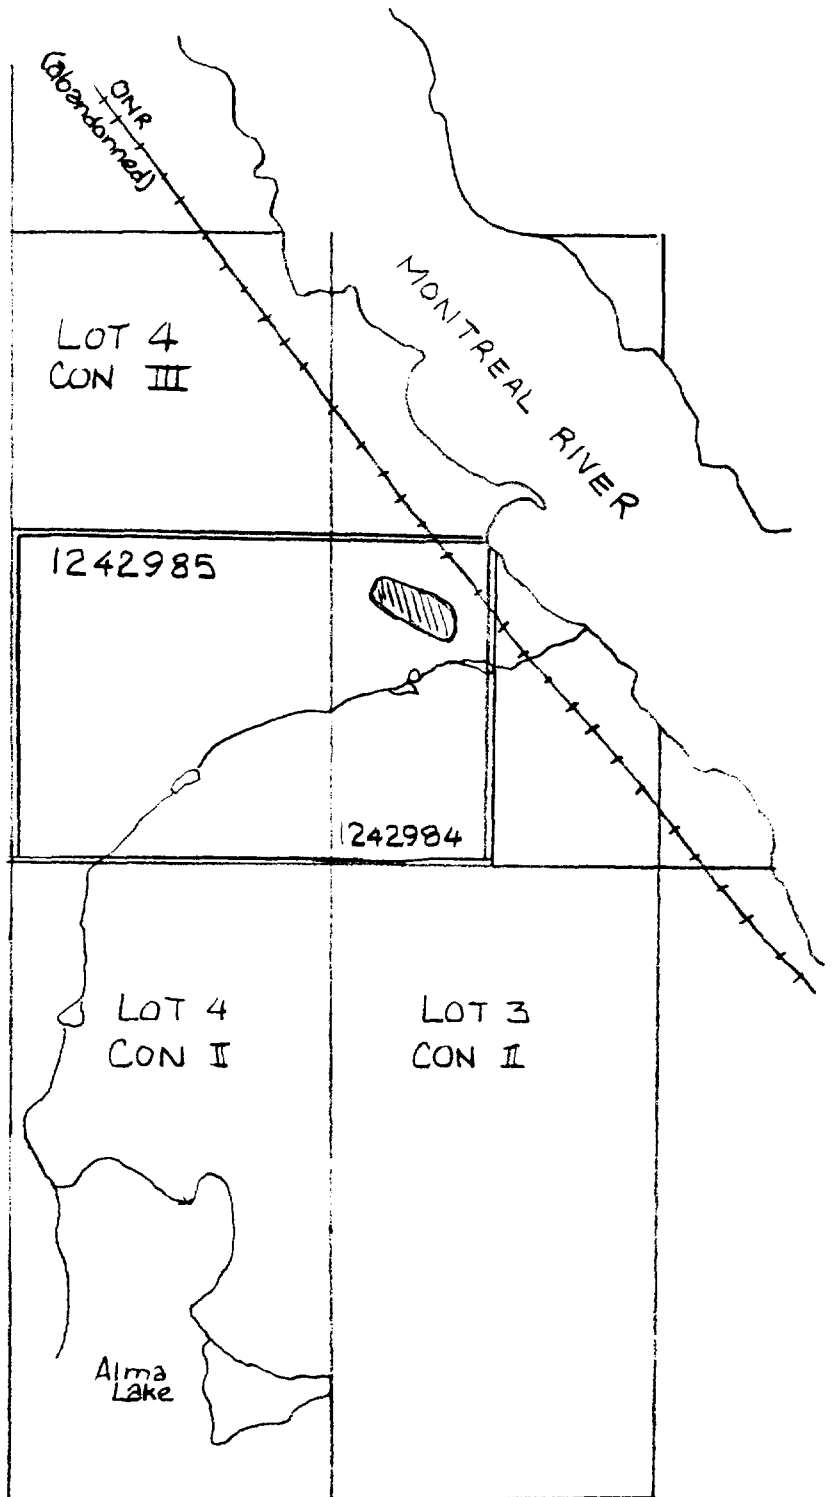 ONR
(abandonned)
MONTREAL RIVER
LOT 4
CON III
1242985
1242984
LOT 4
CON II
LOT 3
CON II
Alma
Lake